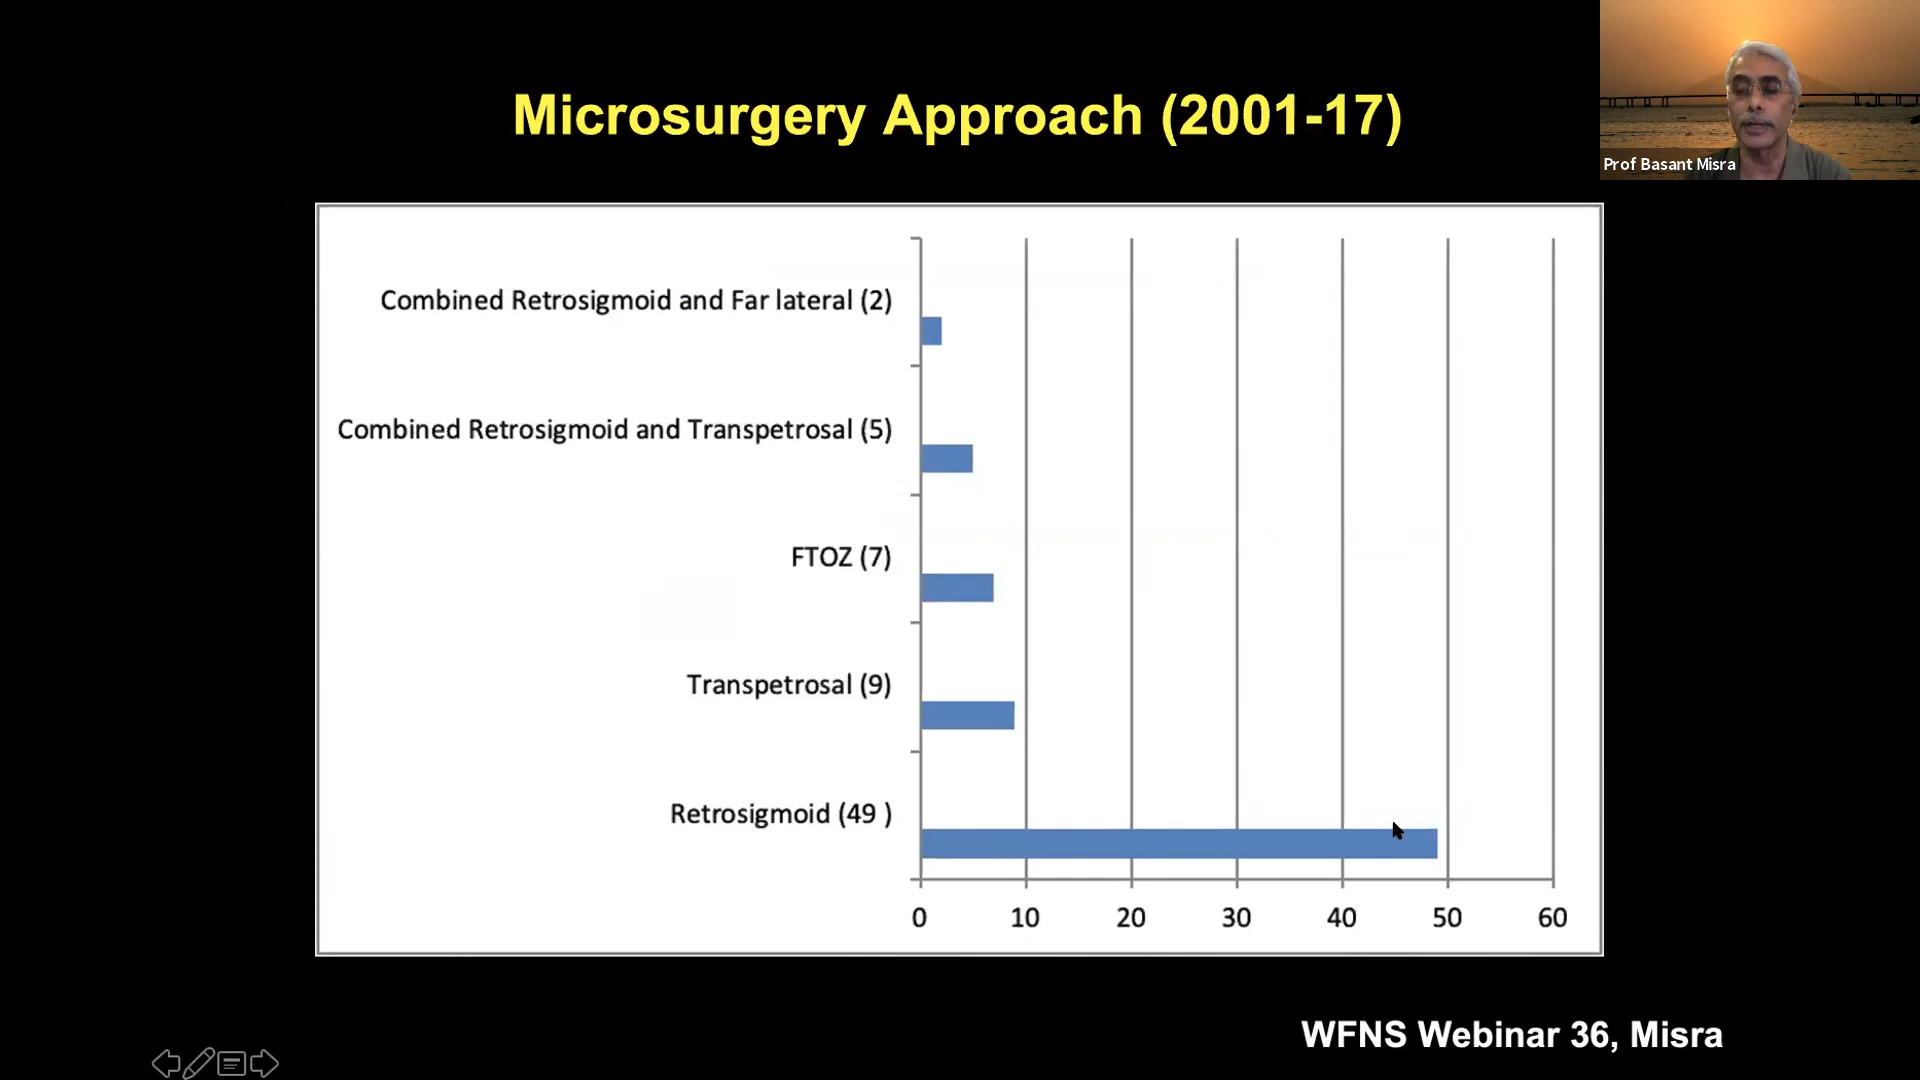 Microsurgery Approach (2001-17)
Prof Basant Misra
Combined Retrosigmoid and Far lateral (2)
Combined Retrosigmoid and Transpetrosal (5)
FTOZ (7)
Transpetrosal (9)
Retrosigmoid (49 )
0 10 20 30 40 50 60
WFNS Webinar 36, Misra